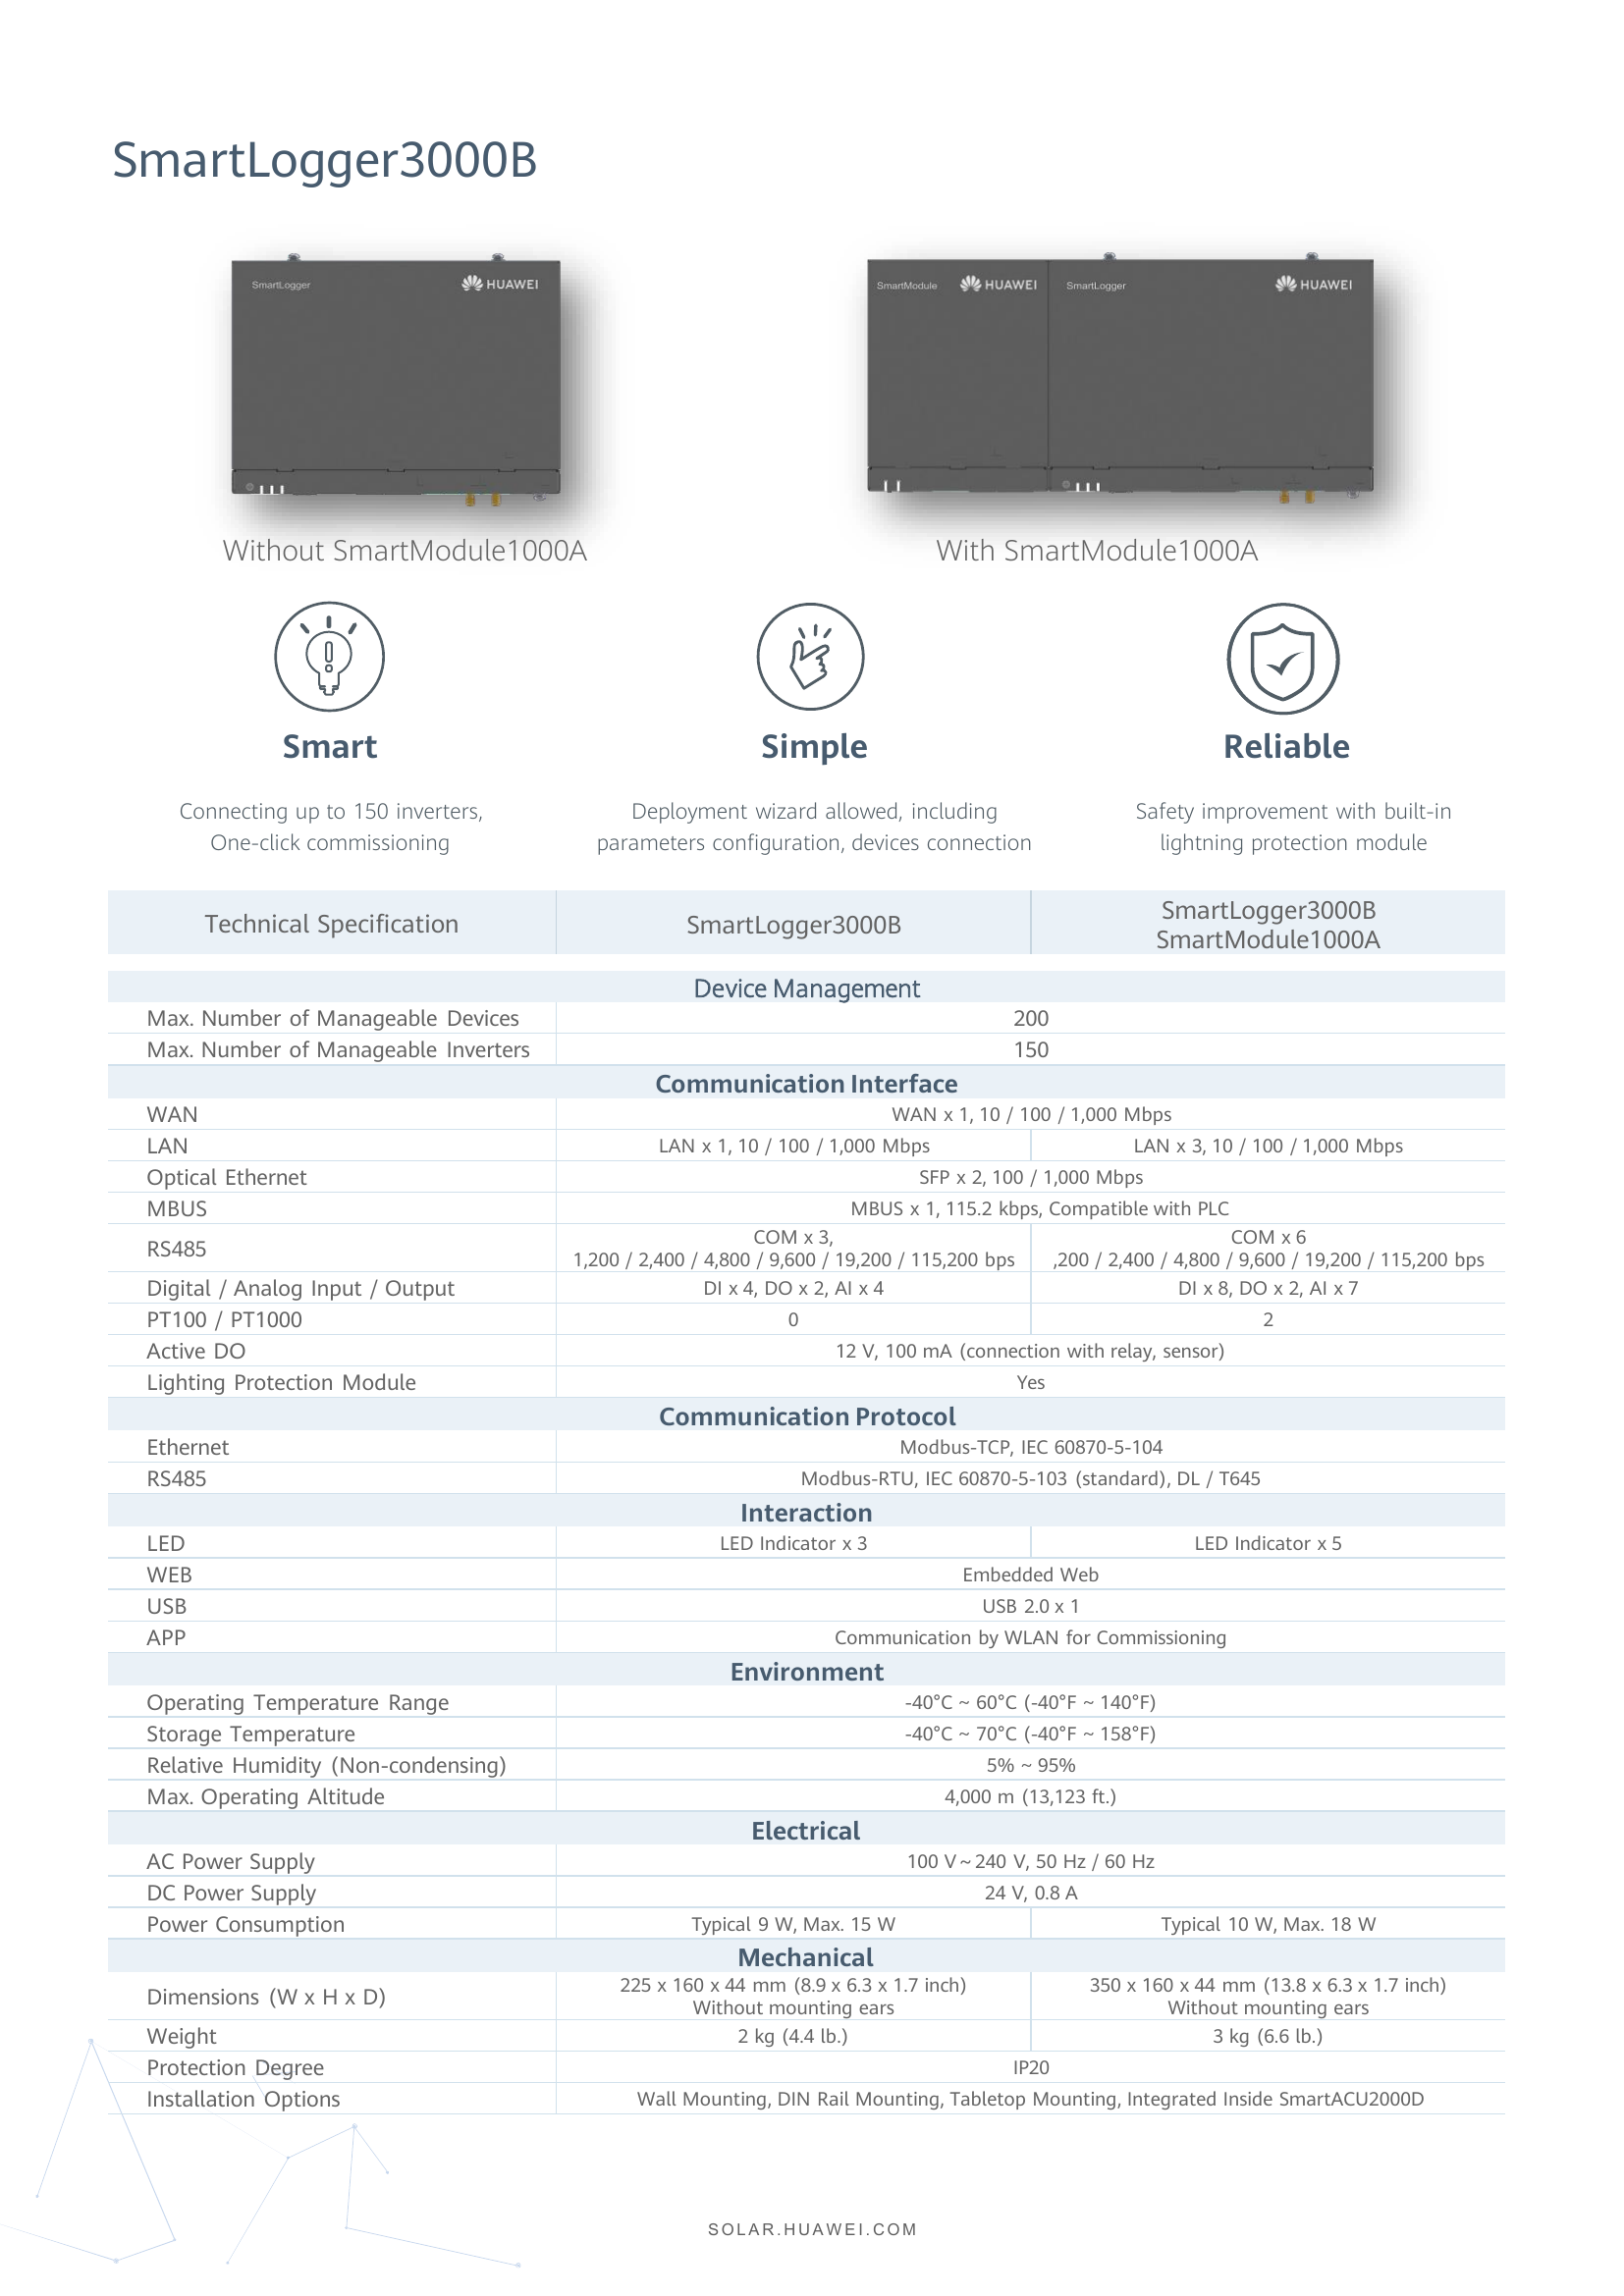 SmartLogger3000B
SmartLogger HUAWEI
SmartModule HUAWEI SmartLogger HUAWEI
Without SmartModule1000A
With SmartModule1000A
Smart
Simple
Reliable
Connecting up to 150 inverters,
One-click commissioning
Deployment wizard allowed, including
parameters configuration, devices connection
Safety improvement with built-in
lightning protection module
Technical Specification
SmartLogger3000B
SmartLogger3000B
SmartModule1000A
Device Management
Max. Number of Manageable Devices 200
Max. Number of Manageable Inverters 150
Communication Interface
WAN WAN x 1, 10 / 100 / 1,000 Mbps
LAN LAN x 1, 10 / 100 / 1,000 Mbps LAN x 3, 10 / 100 / 1,000 Mbps
Optical Ethernet SFP x 2, 100 / 1,000 Mbps
MBUS MBUS x 1, 115.2 kbps, Compatible with PLC
RS485
COM x 3,
1,200 / 2,400 / 4,800 / 9,600 / 19,200 / 115,200 bps
COM x 6
,200 / 2,400 / 4,800 / 9,600 / 19,200 / 115,200 bps
Digital / Analog Input / Output DI x 4, DO x 2, AI x 4 DI x 8, DO x 2, AI x 7
PT100 / PT1000 0 2
Active DO 12 V, 100 mA (connection with relay, sensor)
Lighting Protection Module Yes
Communication Protocol
Ethernet Modbus-TCP, IEC 60870-5-104
RS485 Modbus-RTU, IEC 60870-5-103 (standard), DL / T645
Interaction
LED LED Indicator x 3 LED Indicator x 5
WEB Embedded Web
USB USB 2.0 x 1
APP Communication by WLAN for Commissioning
Environment
Operating Temperature Range -40°C ~ 60°C (-40°F ~ 140°F)
Storage Temperature -40°C ~ 70°C (-40°F ~ 158°F)
Relative Humidity (Non-condensing) 5% ~ 95%
Max. Operating Altitude 4,000 m (13,123 ft.)
Electrical
AC Power Supply 100 V ~ 240 V, 50 Hz / 60 Hz
DC Power Supply 24 V, 0.8 A
Power Consumption Typical 9 W, Max. 15 W Typical 10 W, Max. 18 W
Mechanical
Dimensions (W x H x D)
225 x 160 x 44 mm (8.9 x 6.3 x 1.7 inch)
Without mounting ears
350 x 160 x 44 mm (13.8 x 6.3 x 1.7 inch)
Without mounting ears
Weight 2 kg (4.4 lb.) 3 kg (6.6 lb.)
Protection Degree IP20
Installation Options Wall Mounting, DIN Rail Mounting, Tabletop Mounting, Integrated Inside SmartACU2000D
SOLAR.HUAWEI.COM